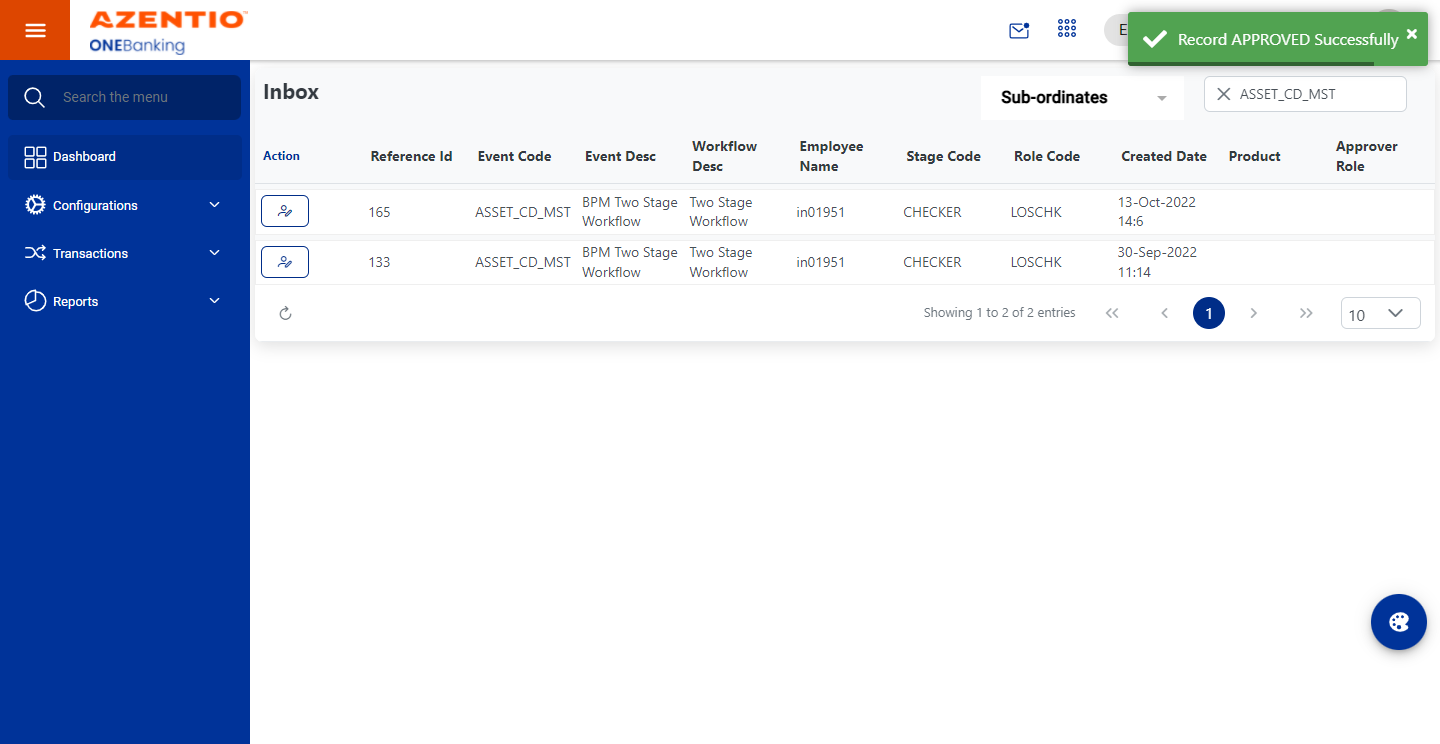 AZENTIO
ONEBanking
E
Record APPROVED Successfully
Search the menu
Dashboard
Configurations
Transactions
Reports
Inbox
Sub-ordinates
ASSET_CD_MST
Action Reference Id Event Code Event Desc Workflow Desc Employee Name Stage Code Role Code Created Date Product Approver Role
165 ASSET_CD_MST BPM Two Stage Workflow Two Stage Workflow in01951 CHECKER LOSCHK 13-Oct-2022 14:6
133 ASSET_CD_MST BPM Two Stage Workflow Two Stage Workflow in01951 CHECKER LOSCHK 30-Sep-2022 11:14
Showing 1 to 2 of 2 entries 1 10